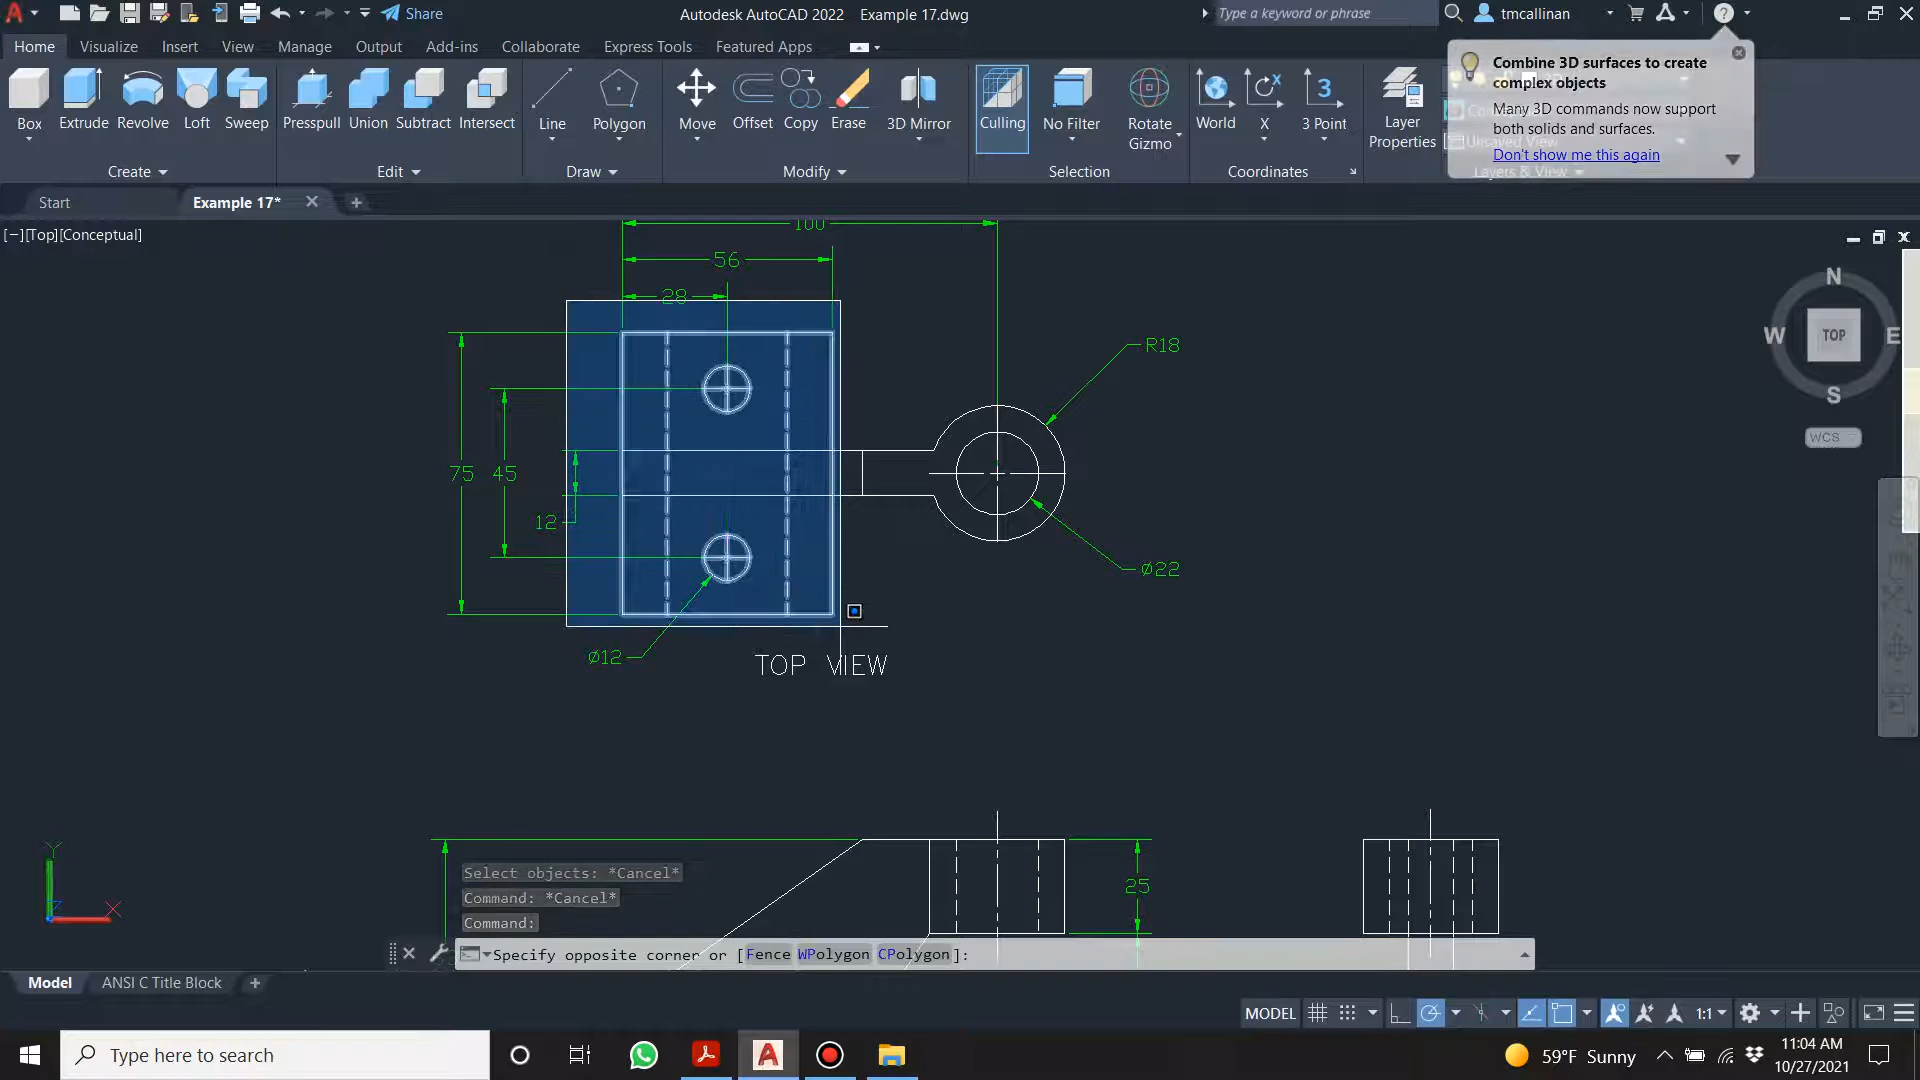 Share
Autodesk AutoCAD 2022 Example 17.dwg
Type a keyword or phrase
tmcallinan
Home Visualize Insert View Manage Output Add-ins Collaborate Express Tools Featured Apps
Combine 3D surfaces to create
complex objects
Many 3D commands now support
both solids and surfaces.
Don't show me this again
Box Extrude Revolve Loft Sweep Presspull Union Subtract Intersect Line Polygon Move Offset Copy Erase 3D Mirror Culling No Filter Rotate
Gizmo World X 3 Point Layer
Properties
Unsaved View
Create Edit Draw Modify Selection Coordinates Layers & View
Start Example 17*
[−][Top][Conceptual]
100
56
28
N
W TOP E
S
WCS
R18
75 45
12
Ø22
Ø12
TOP VIEW
25
Y
Z
X
Select objects: *Cancel*
Command: *Cancel*
Command:
Specify opposite corner or [Fence WPolygon CPolygon]:
Model ANSI C Title Block
MODEL 1:1
Type here to search
59°F Sunny
11:04 AM
10/27/2021